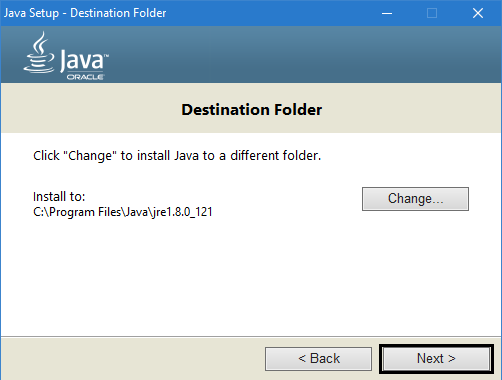 Java Setup - Destination Folder
Java™
ORACLE
Destination Folder
Click "Change" to install Java to a different folder.
Install to:
C:\Program Files\Java\jre1.8.0_121
Change...
< Back
Next >